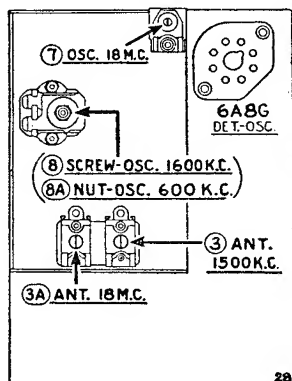 7 OSC. 18 M.C.
6A8G
DET.-OSC.
8 SCREW-OSC. 1600 K.C.
8A NUT-OSC. 600 K.C.
3 ANT.
1500 K.C.
3A ANT. 18 M.C.
28